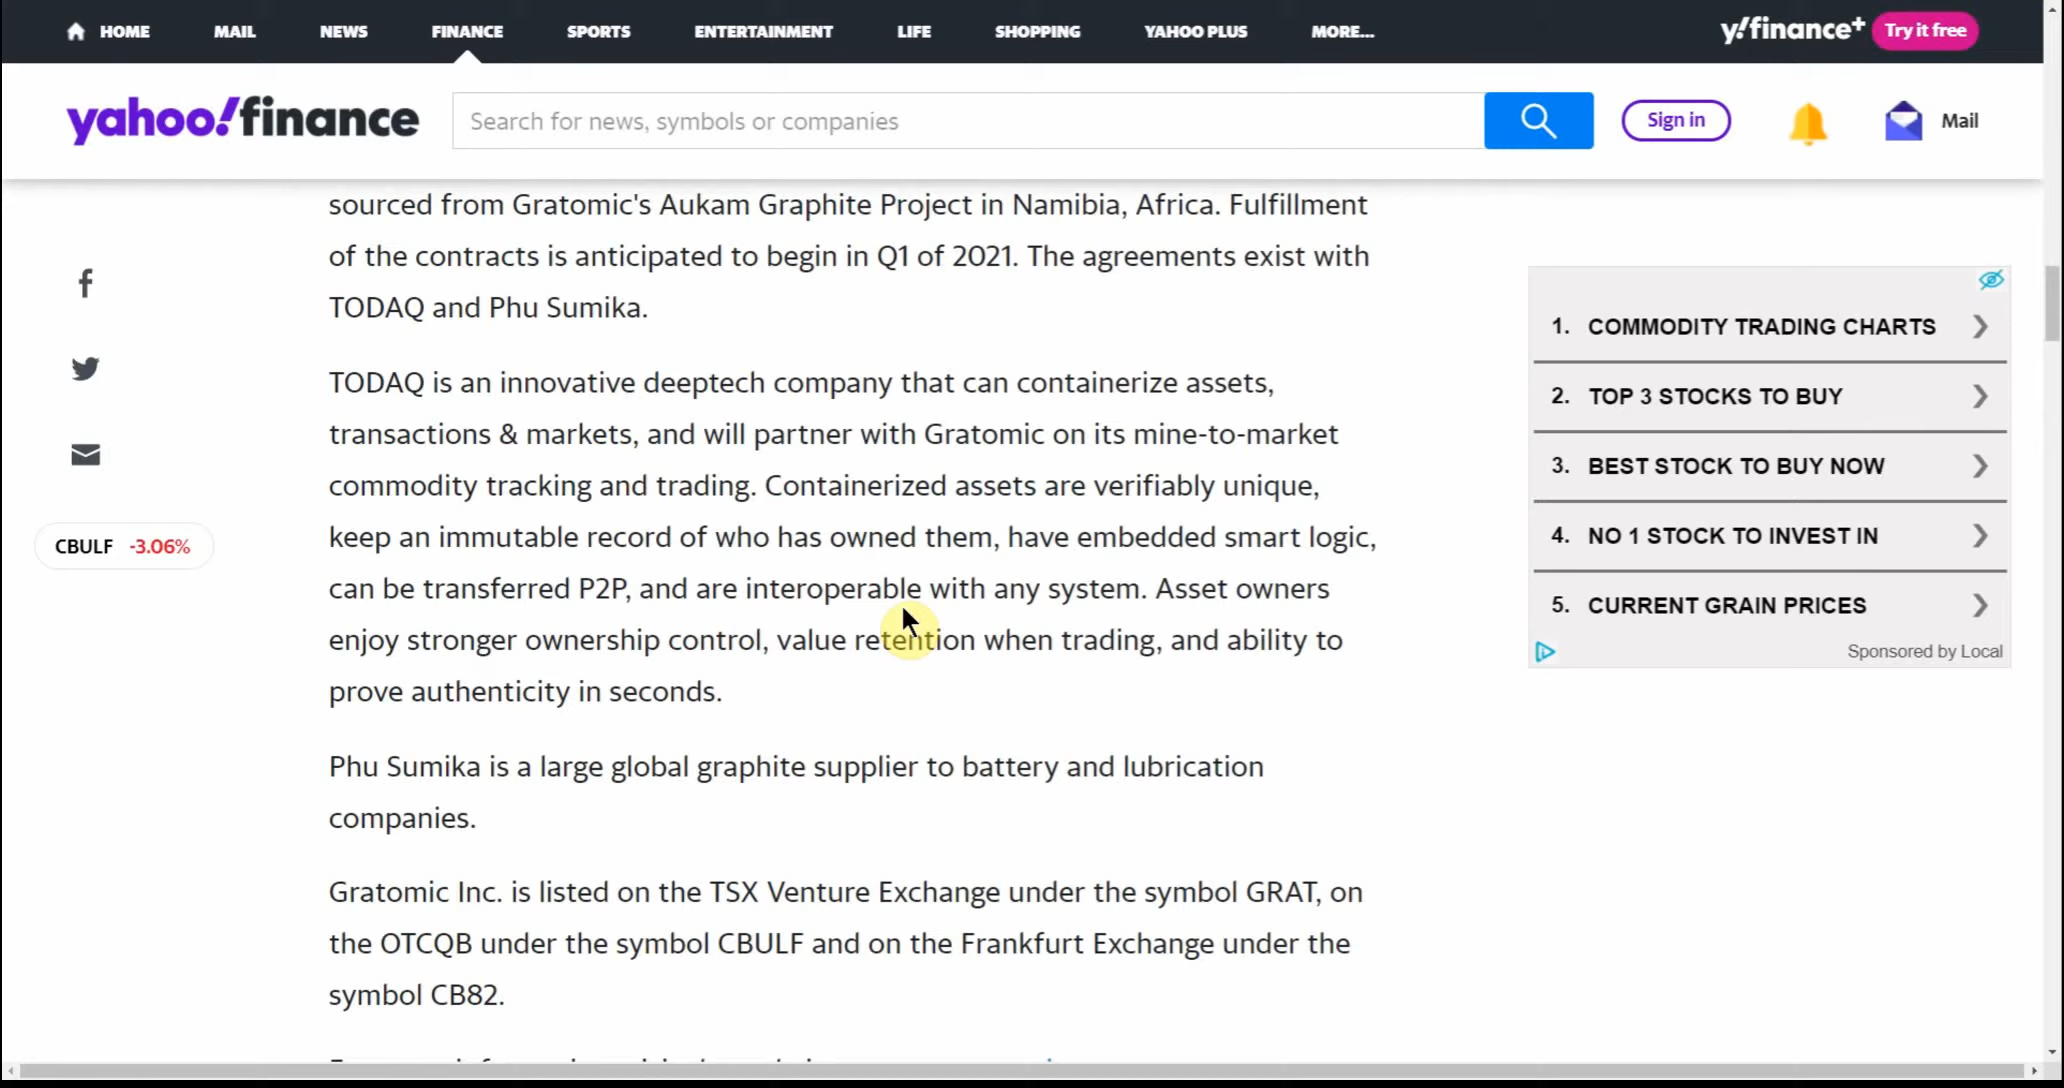 HOME MAIL NEWS FINANCE SPORTS ENTERTAINMENT LIFE SHOPPING YAHOO PLUS MORE... y!finance+ Try it free
yahoo!finance Search for news, symbols or companies Sign in Mail
sourced from Gratomic's Aukam Graphite Project in Namibia, Africa. Fulfillment
of the contracts is anticipated to begin in Q1 of 2021. The agreements exist with
TODAQ and Phu Sumika.
TODAQ is an innovative deeptech company that can containerize assets,
transactions & markets, and will partner with Gratomic on its mine-to-market
commodity tracking and trading. Containerized assets are verifiably unique,
keep an immutable record of who has owned them, have embedded smart logic,
can be transferred P2P, and are interoperable with any system. Asset owners
enjoy stronger ownership control, value retention when trading, and ability to
prove authenticity in seconds.
Phu Sumika is a large global graphite supplier to battery and lubrication
companies.
Gratomic Inc. is listed on the TSX Venture Exchange under the symbol GRAT, on
the OTCQB under the symbol CBULF and on the Frankfurt Exchange under the
symbol CB82.
CBULF -3.06%
1. COMMODITY TRADING CHARTS
2. TOP 3 STOCKS TO BUY
3. BEST STOCK TO BUY NOW
4. NO 1 STOCK TO INVEST IN
5. CURRENT GRAIN PRICES
Sponsored by Local